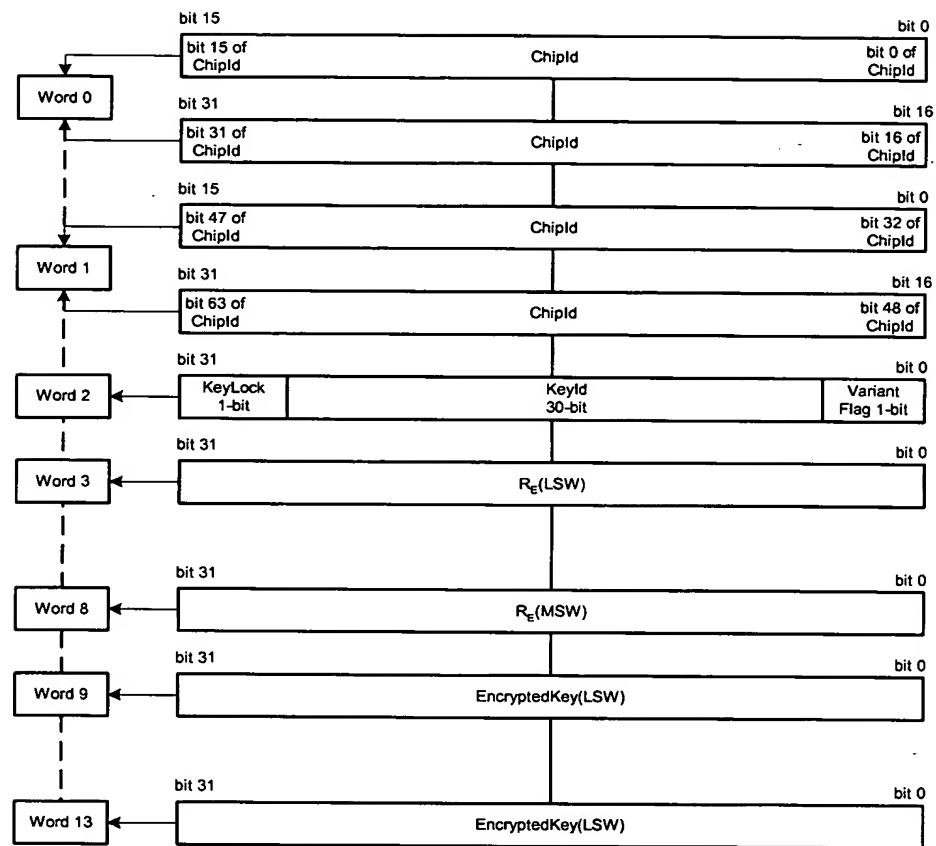 bit 15
bit 0
bit 15 of
ChipId
ChipId
bit 0 of
ChipId
Word 0
bit 31
bit 16
bit 31 of
ChipId
ChipId
bit 16 of
ChipId
bit 15
bit 0
bit 47 of
ChipId
ChipId
bit 32 of
ChipId
Word 1
bit 31
bit 16
bit 63 of
ChipId
ChipId
bit 48 of
ChipId
bit 31
bit 0
Word 2
KeyLock
1-bit
KeyId
30-bit
Variant
Flag 1-bit
bit 31
bit 0
Word 3
R_E(LSW)
bit 31
bit 0
Word 8
R_E(MSW)
bit 31
bit 0
Word 9
EncryptedKey(LSW)
bit 31
bit 0
Word 13
EncryptedKey(LSW)